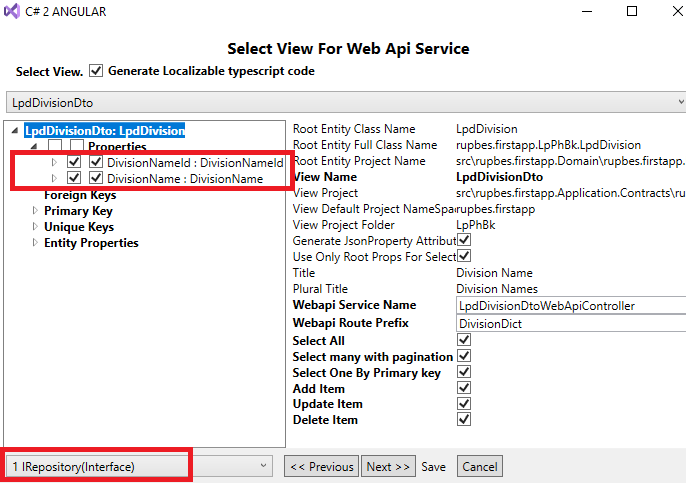 C# 2 ANGULAR
Select View For Web Api Service
Select View. Generate Localizable typescript code
LpdDivisionDto
LpdDivisionDto: LpdDivision
Properties
DivisionNameId : DivisionNameId
DivisionName : DivisionName
Foreign Keys
Primary Key
Unique Keys
Entity Properties
Root Entity Class Name LpdDivision
Root Entity Full Class Name rupbes.firstapp.LpPhBk.LpdDivision
Root Entity Project Name src\rupbes.firstapp.Domain\rupbes.firstapp.
View Name LpdDivisionDto
View Project src\rupbes.firstapp.Application.Contracts\ru
View Default Project NameSpa rupbes.firstapp
View Project Folder LpPhBk
Generate JsonProperty Attribut
Use Only Root Props For Select
Title Division Name
Plural Title Division Names
Webapi Service Name LpdDivisionDtoWebApiController
Webapi Route Prefix DivisionDict
Select All
Select many with pagination
Select One By Primary key
Add Item
Update Item
Delete Item
1 IRepository(Interface) << Previous Next >> Save Cancel